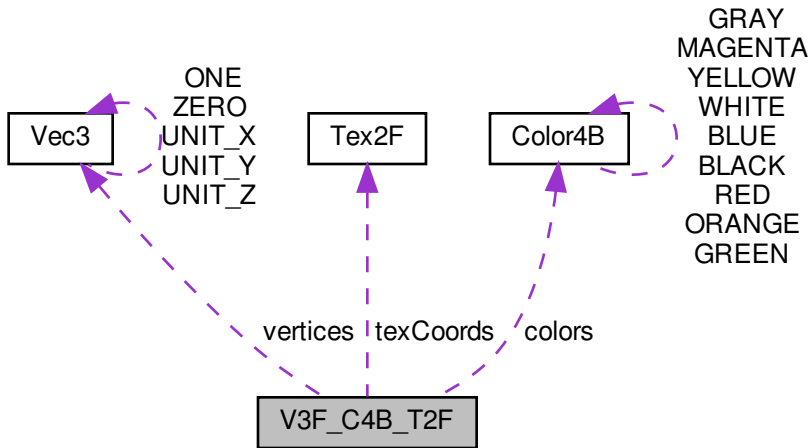 GRAY
MAGENTA
YELLOW
WHITE
BLUE
BLACK
RED
ORANGE
GREEN
ONE
ZERO
UNIT_X
UNIT_Y
UNIT_Z
Vec3
Tex2F
Color4B
vertices
texCoords
colors
V3F_C4B_T2F